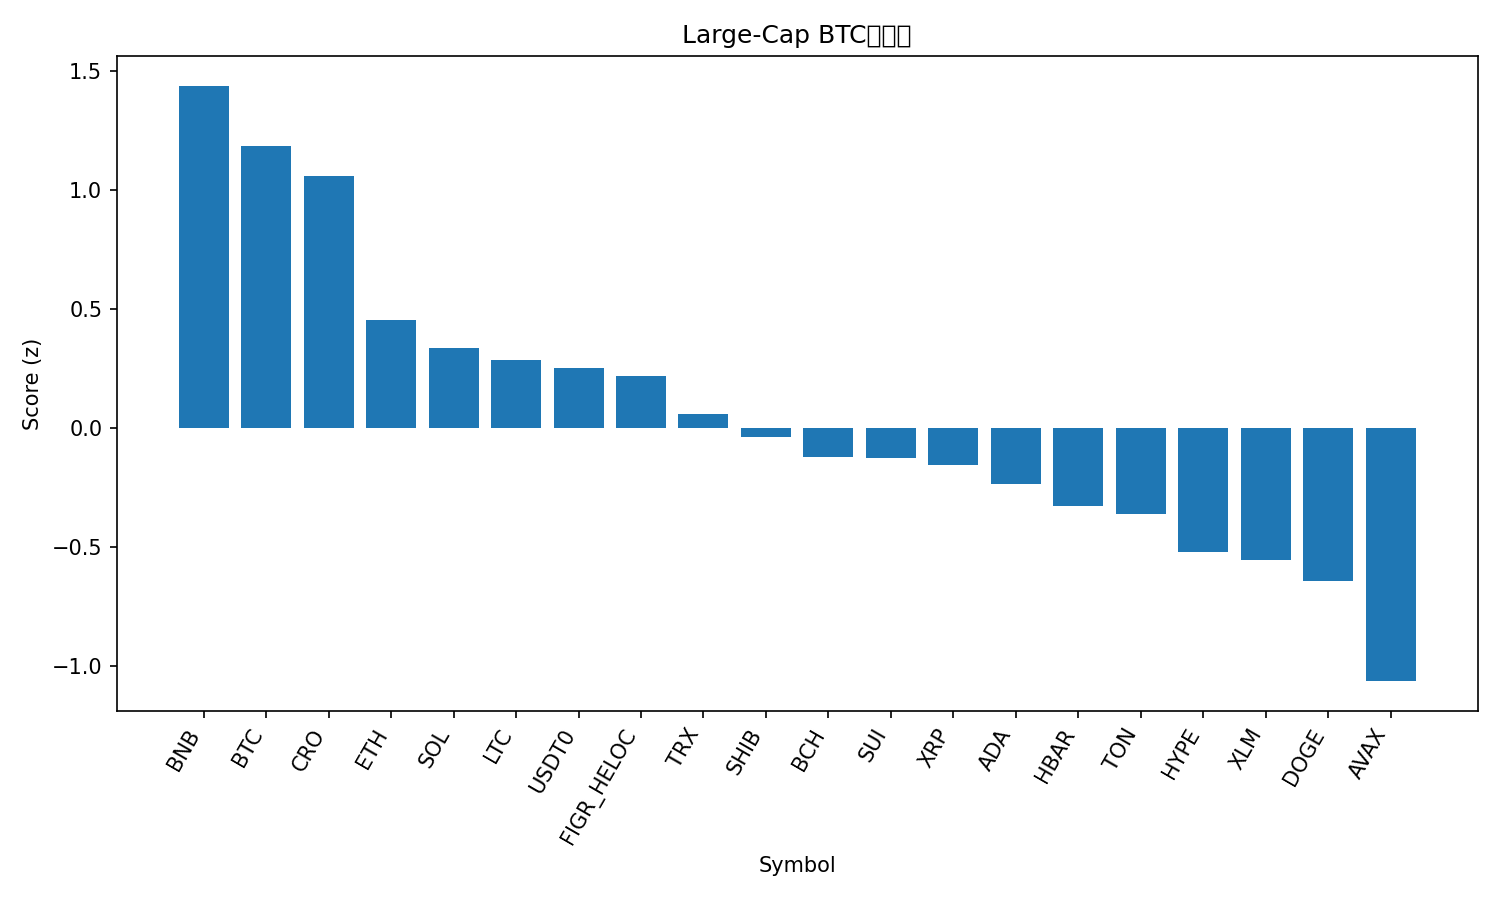 Large-Cap BTC
Score (z)
1.5
1.0
0.5
0.0
−0.5
−1.0
BNB
BTC
CRO
ETH
SOL
LTC
USDT0
FIGR_HELOC
TRX
SHIB
BCH
SUI
XRP
ADA
HBAR
TON
HYPE
XLM
DOGE
AVAX
Symbol